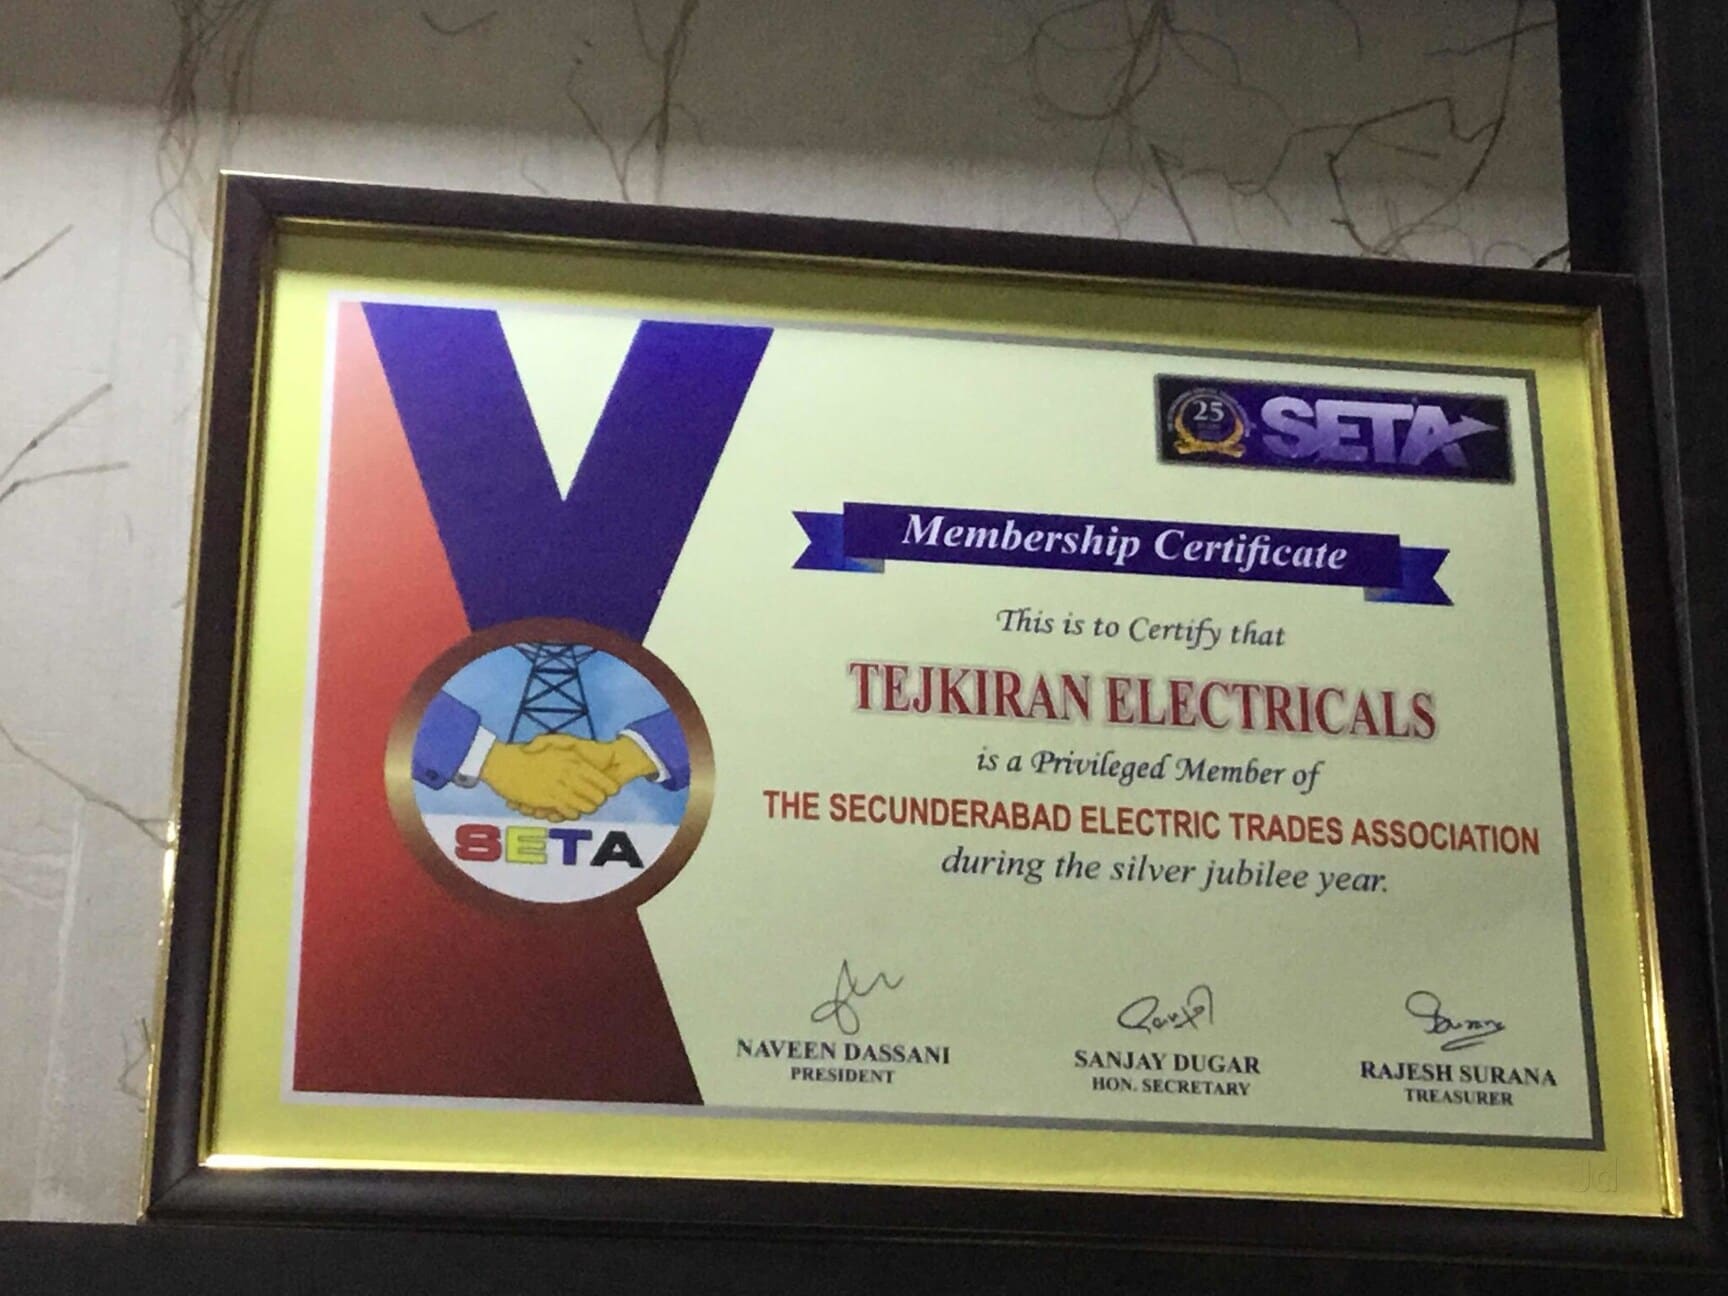 25 SETA
Membership Certificate
This is to Certify that
TEJKIRAN ELECTRICALS
is a Privileged Member of
THE SECUNDERABAD ELECTRIC TRADES ASSOCIATION
during the silver jubilee year.
SETA
NAVEEN DASSANI
PRESIDENT
SANJAY DUGAR
HON. SECRETARY
RAJESH SURANA
TREASURER
Jd